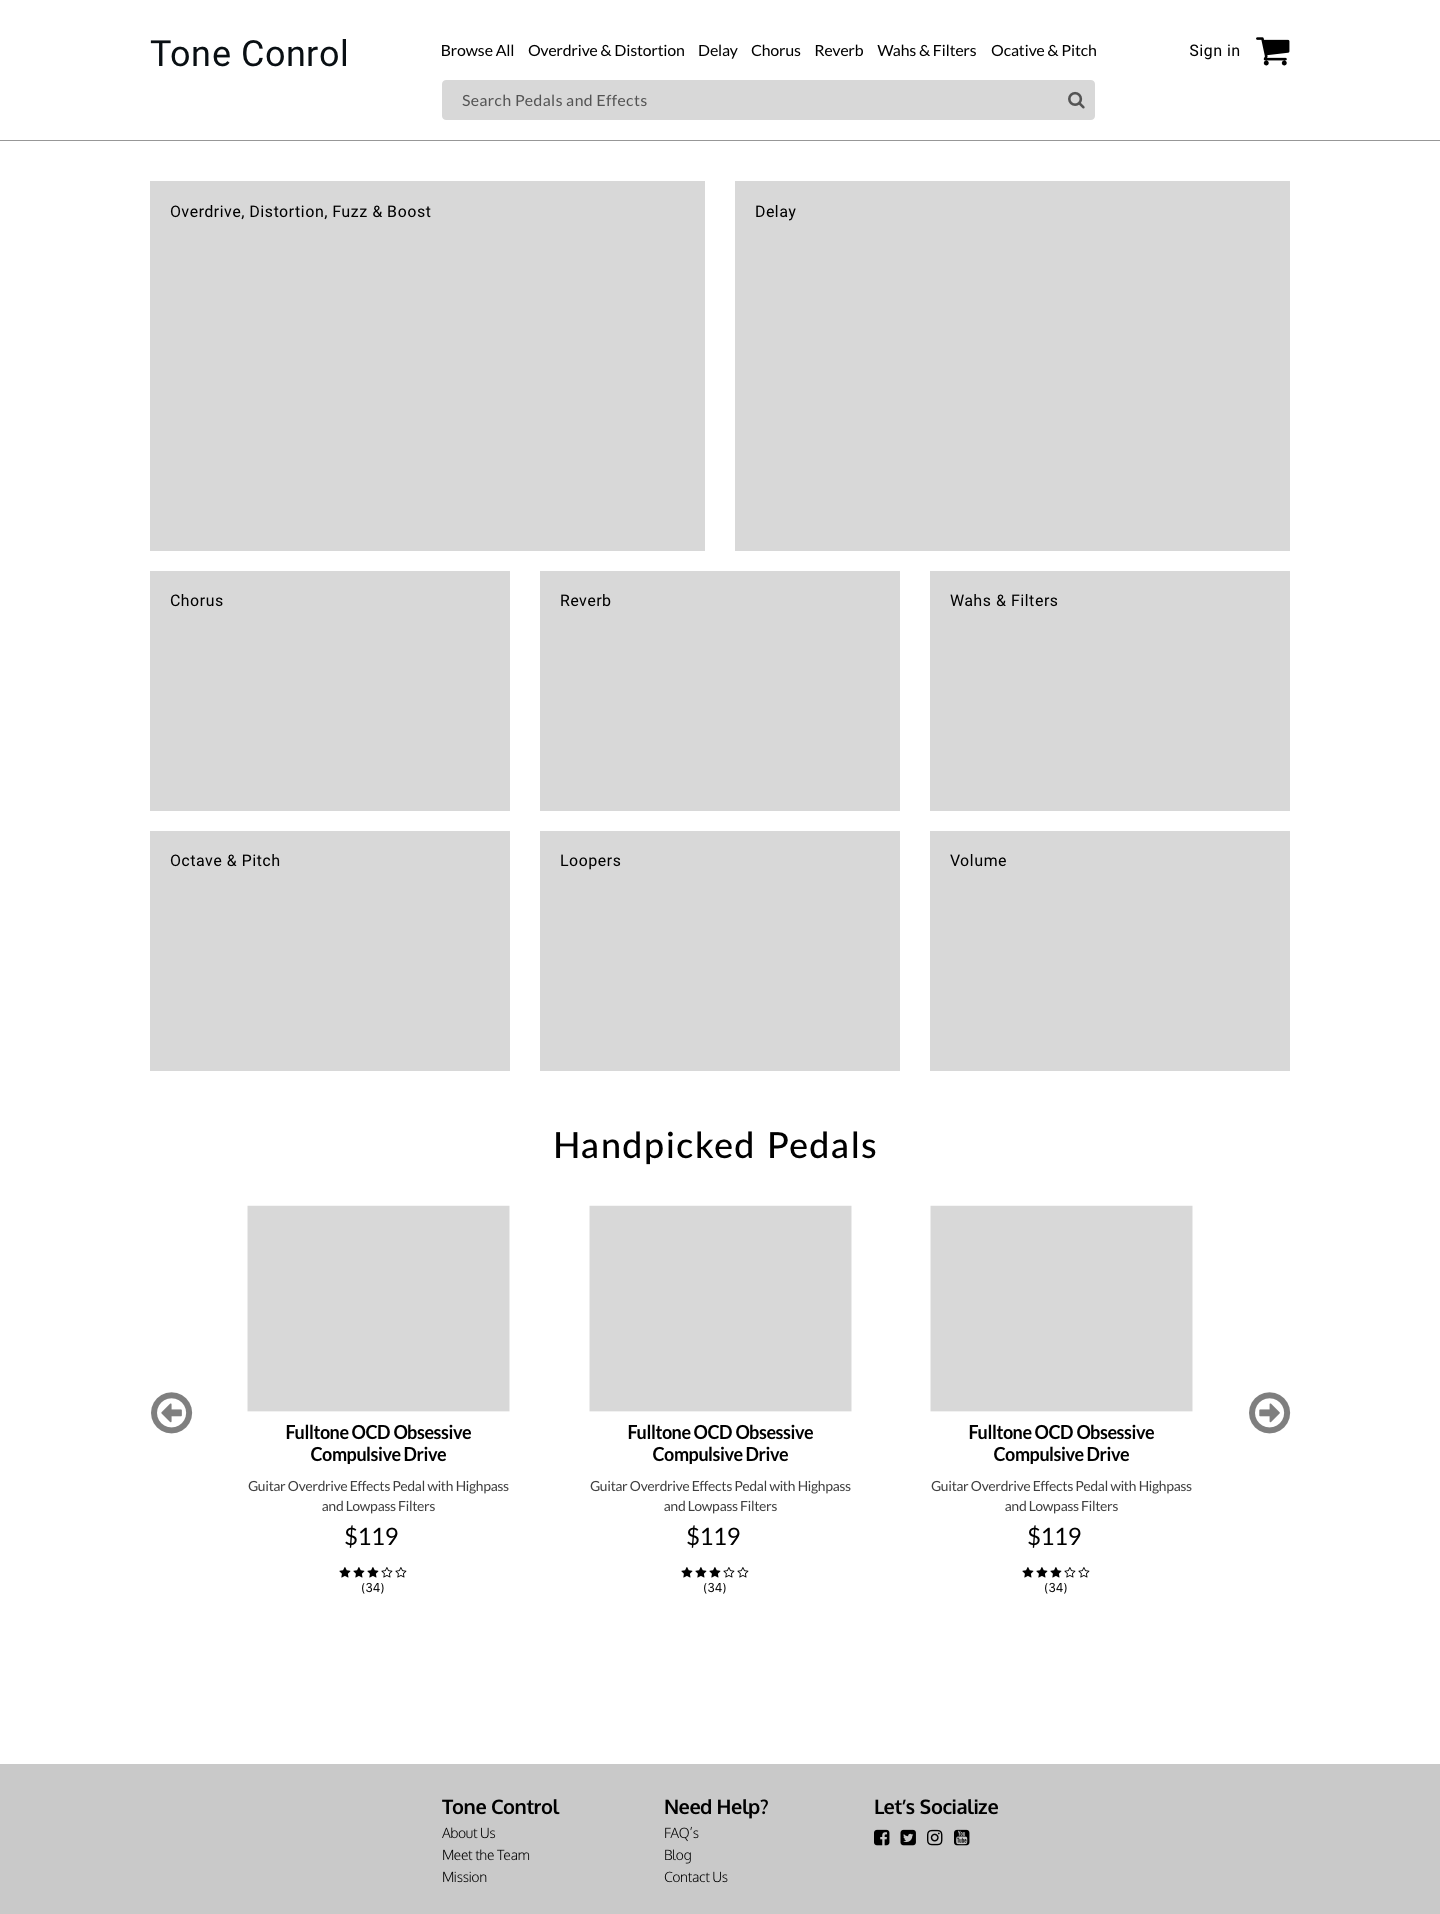 Tone Conrol
Browse All Overdrive & Distortion Delay Chorus Reverb Wahs & Filters Ocative & Pitch
Sign in
Search Pedals and Effects
Overdrive, Distortion, Fuzz & Boost
Delay
Chorus
Reverb
Wahs & Filters
Octave & Pitch
Loopers
Volume
Handpicked Pedals
Fulltone OCD Obsessive
Compulsive Drive
Guitar Overdrive Effects Pedal with Highpass
and Lowpass Filters
$119
(34)
Fulltone OCD Obsessive
Compulsive Drive
Guitar Overdrive Effects Pedal with Highpass
and Lowpass Filters
$119
(34)
Fulltone OCD Obsessive
Compulsive Drive
Guitar Overdrive Effects Pedal with Highpass
and Lowpass Filters
$119
(34)
Tone Control
About Us
Meet the Team
Mission
Need Help?
FAQ’s
Blog
Contact Us
Let’s Socialize
You
Tube